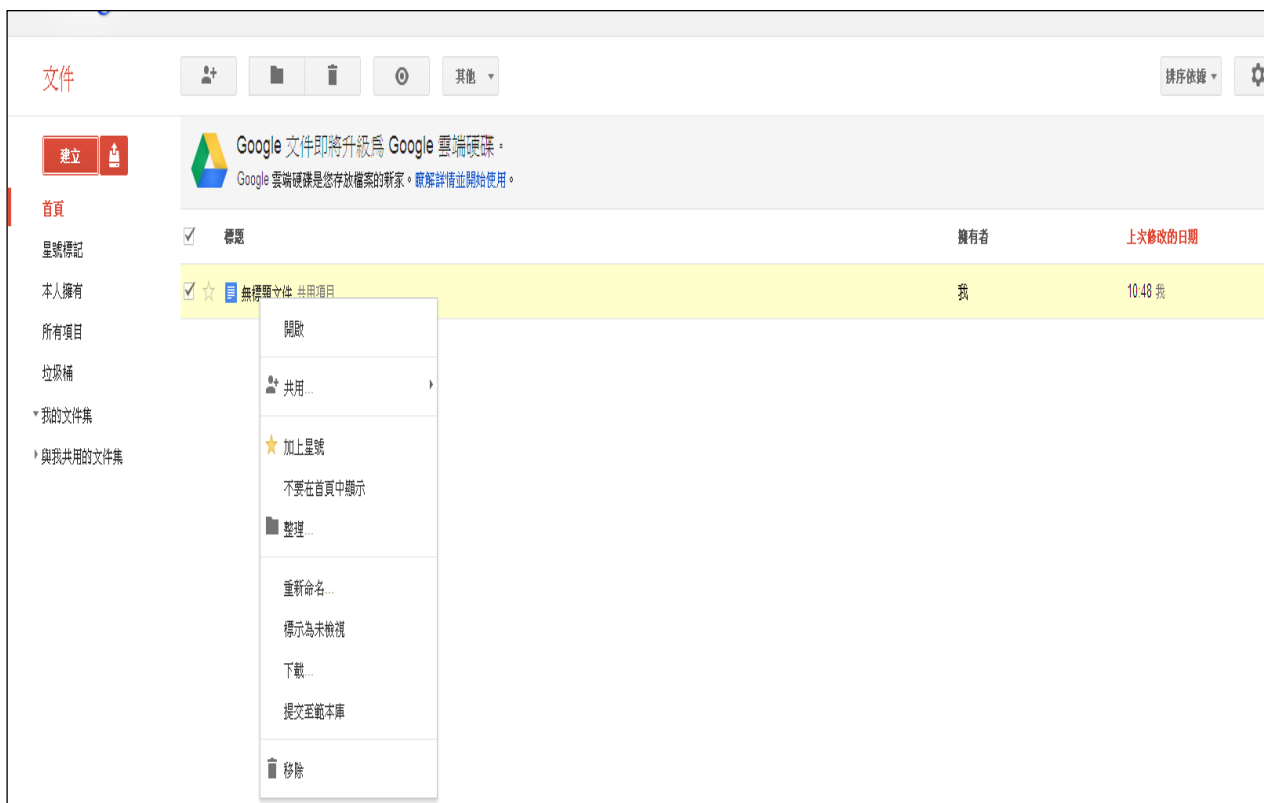 文件
其他
排序依據
建立
Google 文件即將升級為 Google 雲端硬碟。
Google 雲端硬碟是您存放檔案的新家。瞭解詳情並開始使用。
首頁
星號標記
本人擁有
所有項目
垃圾桶
我的文件集
與我共用的文件集
標題 擁有者 上次修改的日期
無標題文件 共用項目 我 10:48 我
開啟
共用...
加上星號
不要在首頁中顯示
整理...
重新命名...
標示為未檢視
下載...
提交至範本庫
移除